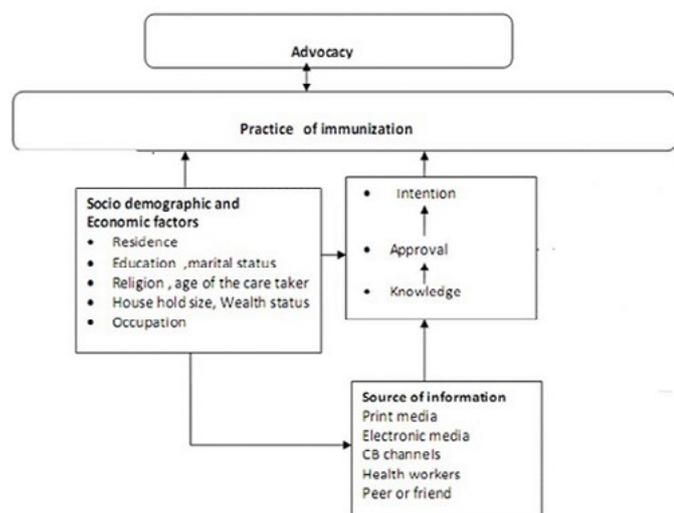 Advocacy
Practice of immunization
Socio demographic and
Economic factors
• Residence
• Education ,marital status
• Religion , age of the care taker
• House hold size, Wealth status
• Occupation
• Intention
• Approval
• Knowledge
Source of information
Print media
Electronic media
CB channels
Health workers
Peer or friend